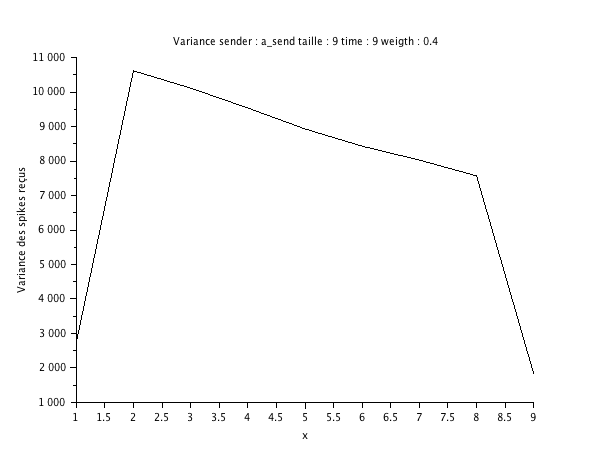 Variance sender : a_send taille : 9 time : 9 weigth : 0.4
11 000
10 000
9 000
8 000
7 000
6 000
5 000
4 000
3 000
2 000
1 000
Variance des spikes reçus
1 1.5 2 2.5 3 3.5 4 4.5 5 5.5 6 6.5 7 7.5 8 8.5 9
x